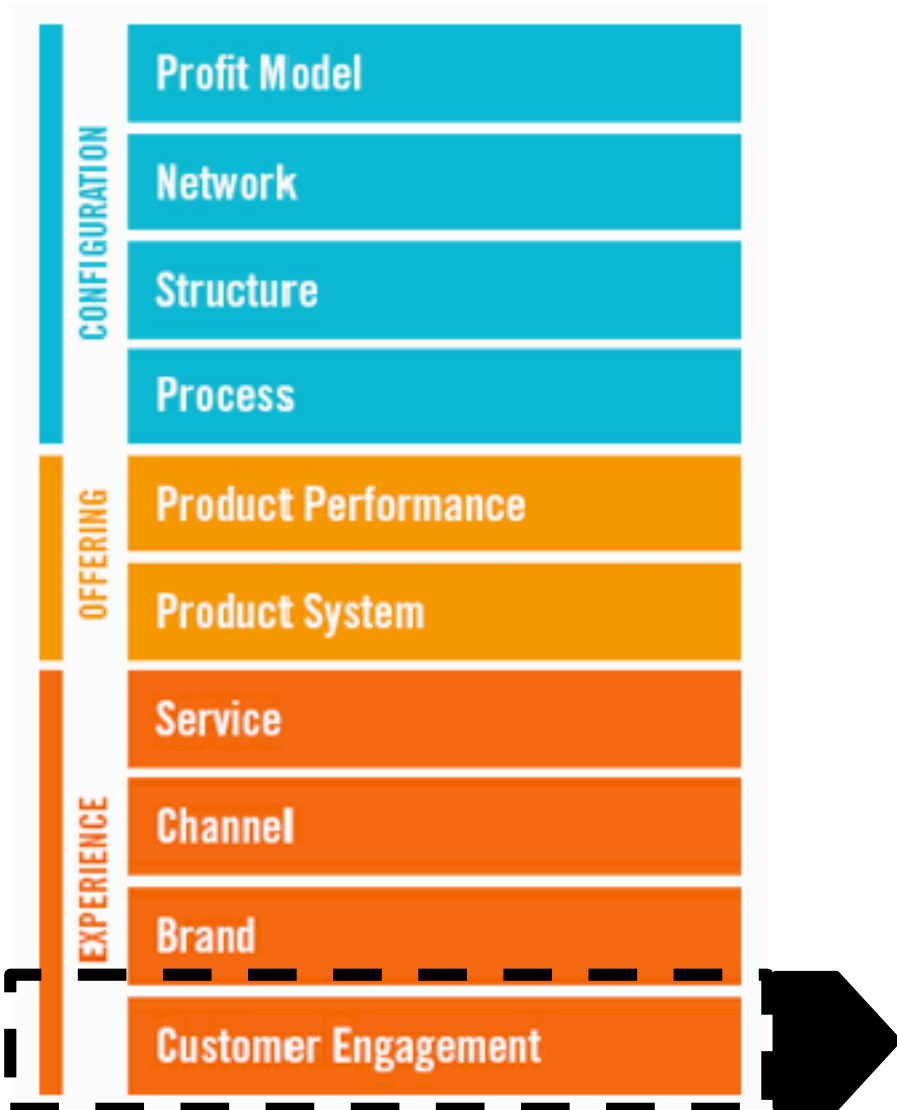 CONFIGURATION
Profit Model
Network
Structure
Process
OFFERING
Product Performance
Product System
EXPERIENCE
Service
Channel
Brand
Customer Engagement